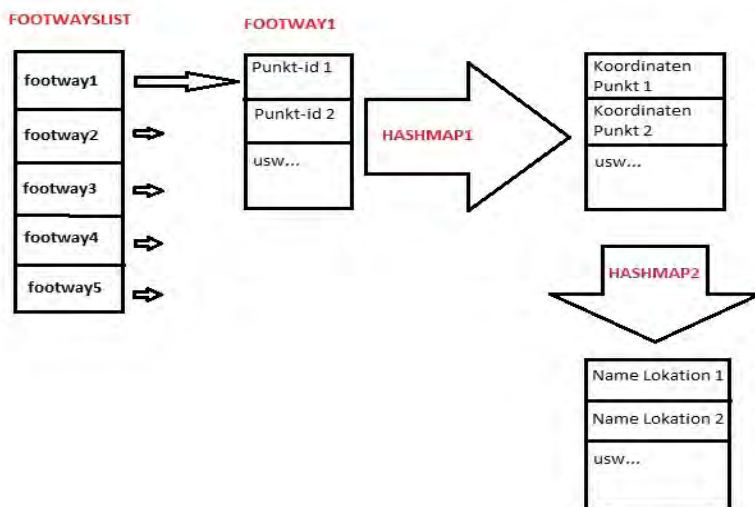 FOOTWAYSLIST
footway1
footway2
footway3
footway4
footway5
FOOTWAY1
Punkt-id 1
Punkt-id 2
usw...
HASHMAP1
Koordinaten
Punkt 1
Koordinaten
Punkt 2
usw...
HASHMAP2
Name Lokation 1
Name Lokation 2
usw...